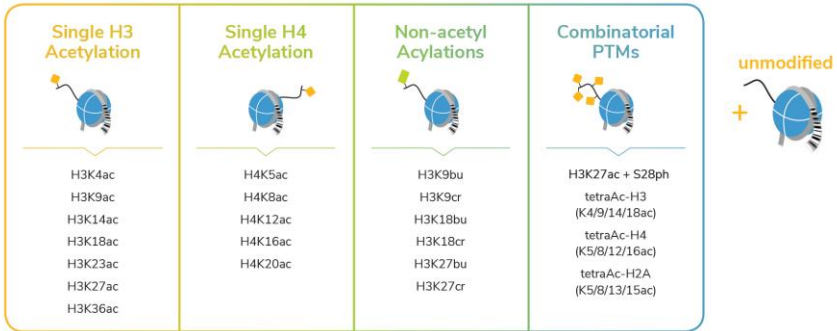 Single H3
Acetylation
H3K4ac
H3K9ac
H3K14ac
H3K18ac
H3K23ac
H3K27ac
H3K36ac
Single H4
Acetylation
H4K5ac
H4K8ac
H4K12ac
H4K16ac
H4K20ac
Non-acetyl
Acylations
H3K9bu
H3K9cr
H3K18bu
H3K18cr
H3K27bu
H3K27cr
Combinatorial
PTMs
H3K27ac + S28ph
tetraAc-H3
(K4/9/14/18ac)
tetraAc-H4
(K5/8/12/16ac)
tetraAc-H2A
(K5/8/13/15ac)
unmodified
+